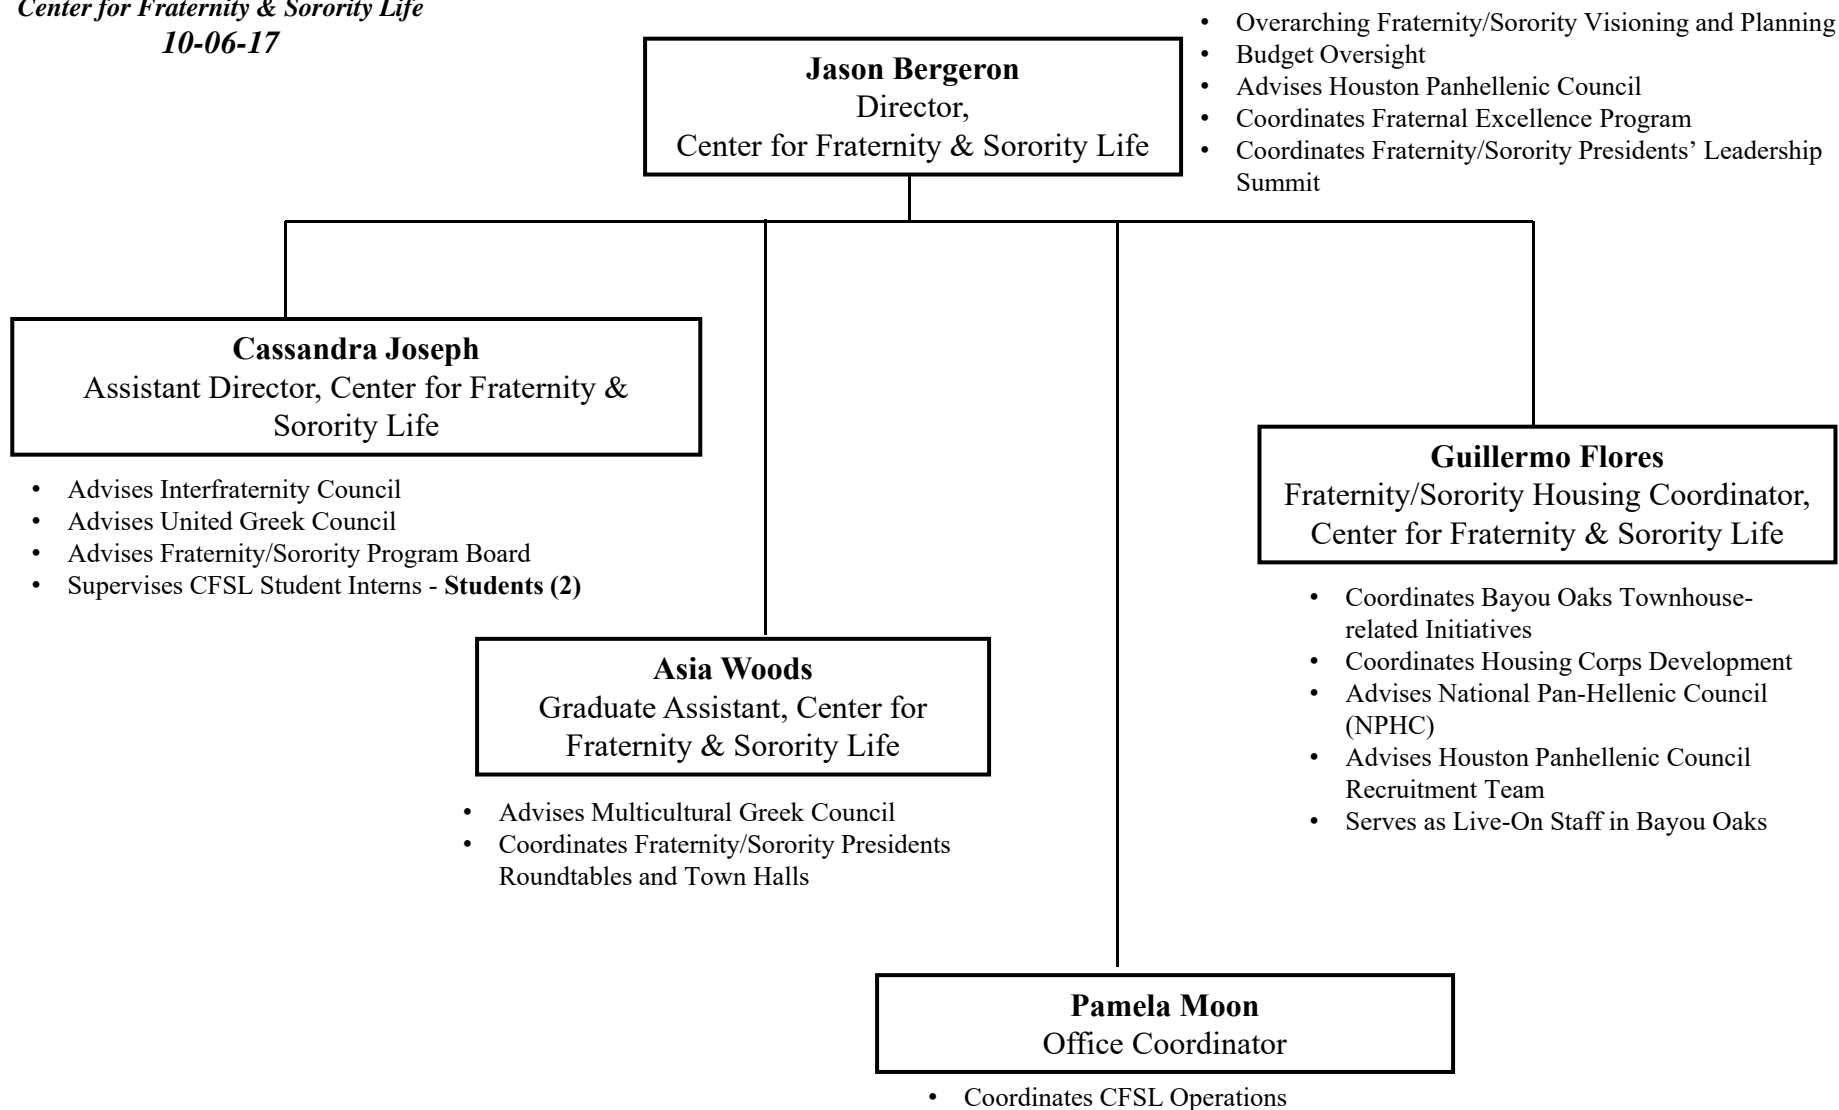 Center for Fraternity & Sorority Life
10-06-17
Jason Bergeron
Director,
Center for Fraternity & Sorority Life
• Overarching Fraternity/Sorority Visioning and Planning
• Budget Oversight
• Advises Houston Panhellenic Council
• Coordinates Fraternal Excellence Program
• Coordinates Fraternity/Sorority Presidents’ Leadership
Summit
Cassandra Joseph
Assistant Director, Center for Fraternity &
Sorority Life
• Advises Interfraternity Council
• Advises United Greek Council
• Advises Fraternity/Sorority Program Board
• Supervises CFSL Student Interns - Students (2)
Asia Woods
Graduate Assistant, Center for
Fraternity & Sorority Life
• Advises Multicultural Greek Council
• Coordinates Fraternity/Sorority Presidents
Roundtables and Town Halls
Guillermo Flores
Fraternity/Sorority Housing Coordinator,
Center for Fraternity & Sorority Life
• Coordinates Bayou Oaks Townhouse-
related Initiatives
• Coordinates Housing Corps Development
• Advises National Pan-Hellenic Council
(NPHC)
• Advises Houston Panhellenic Council
Recruitment Team
• Serves as Live-On Staff in Bayou Oaks
Pamela Moon
Office Coordinator
• Coordinates CFSL Operations